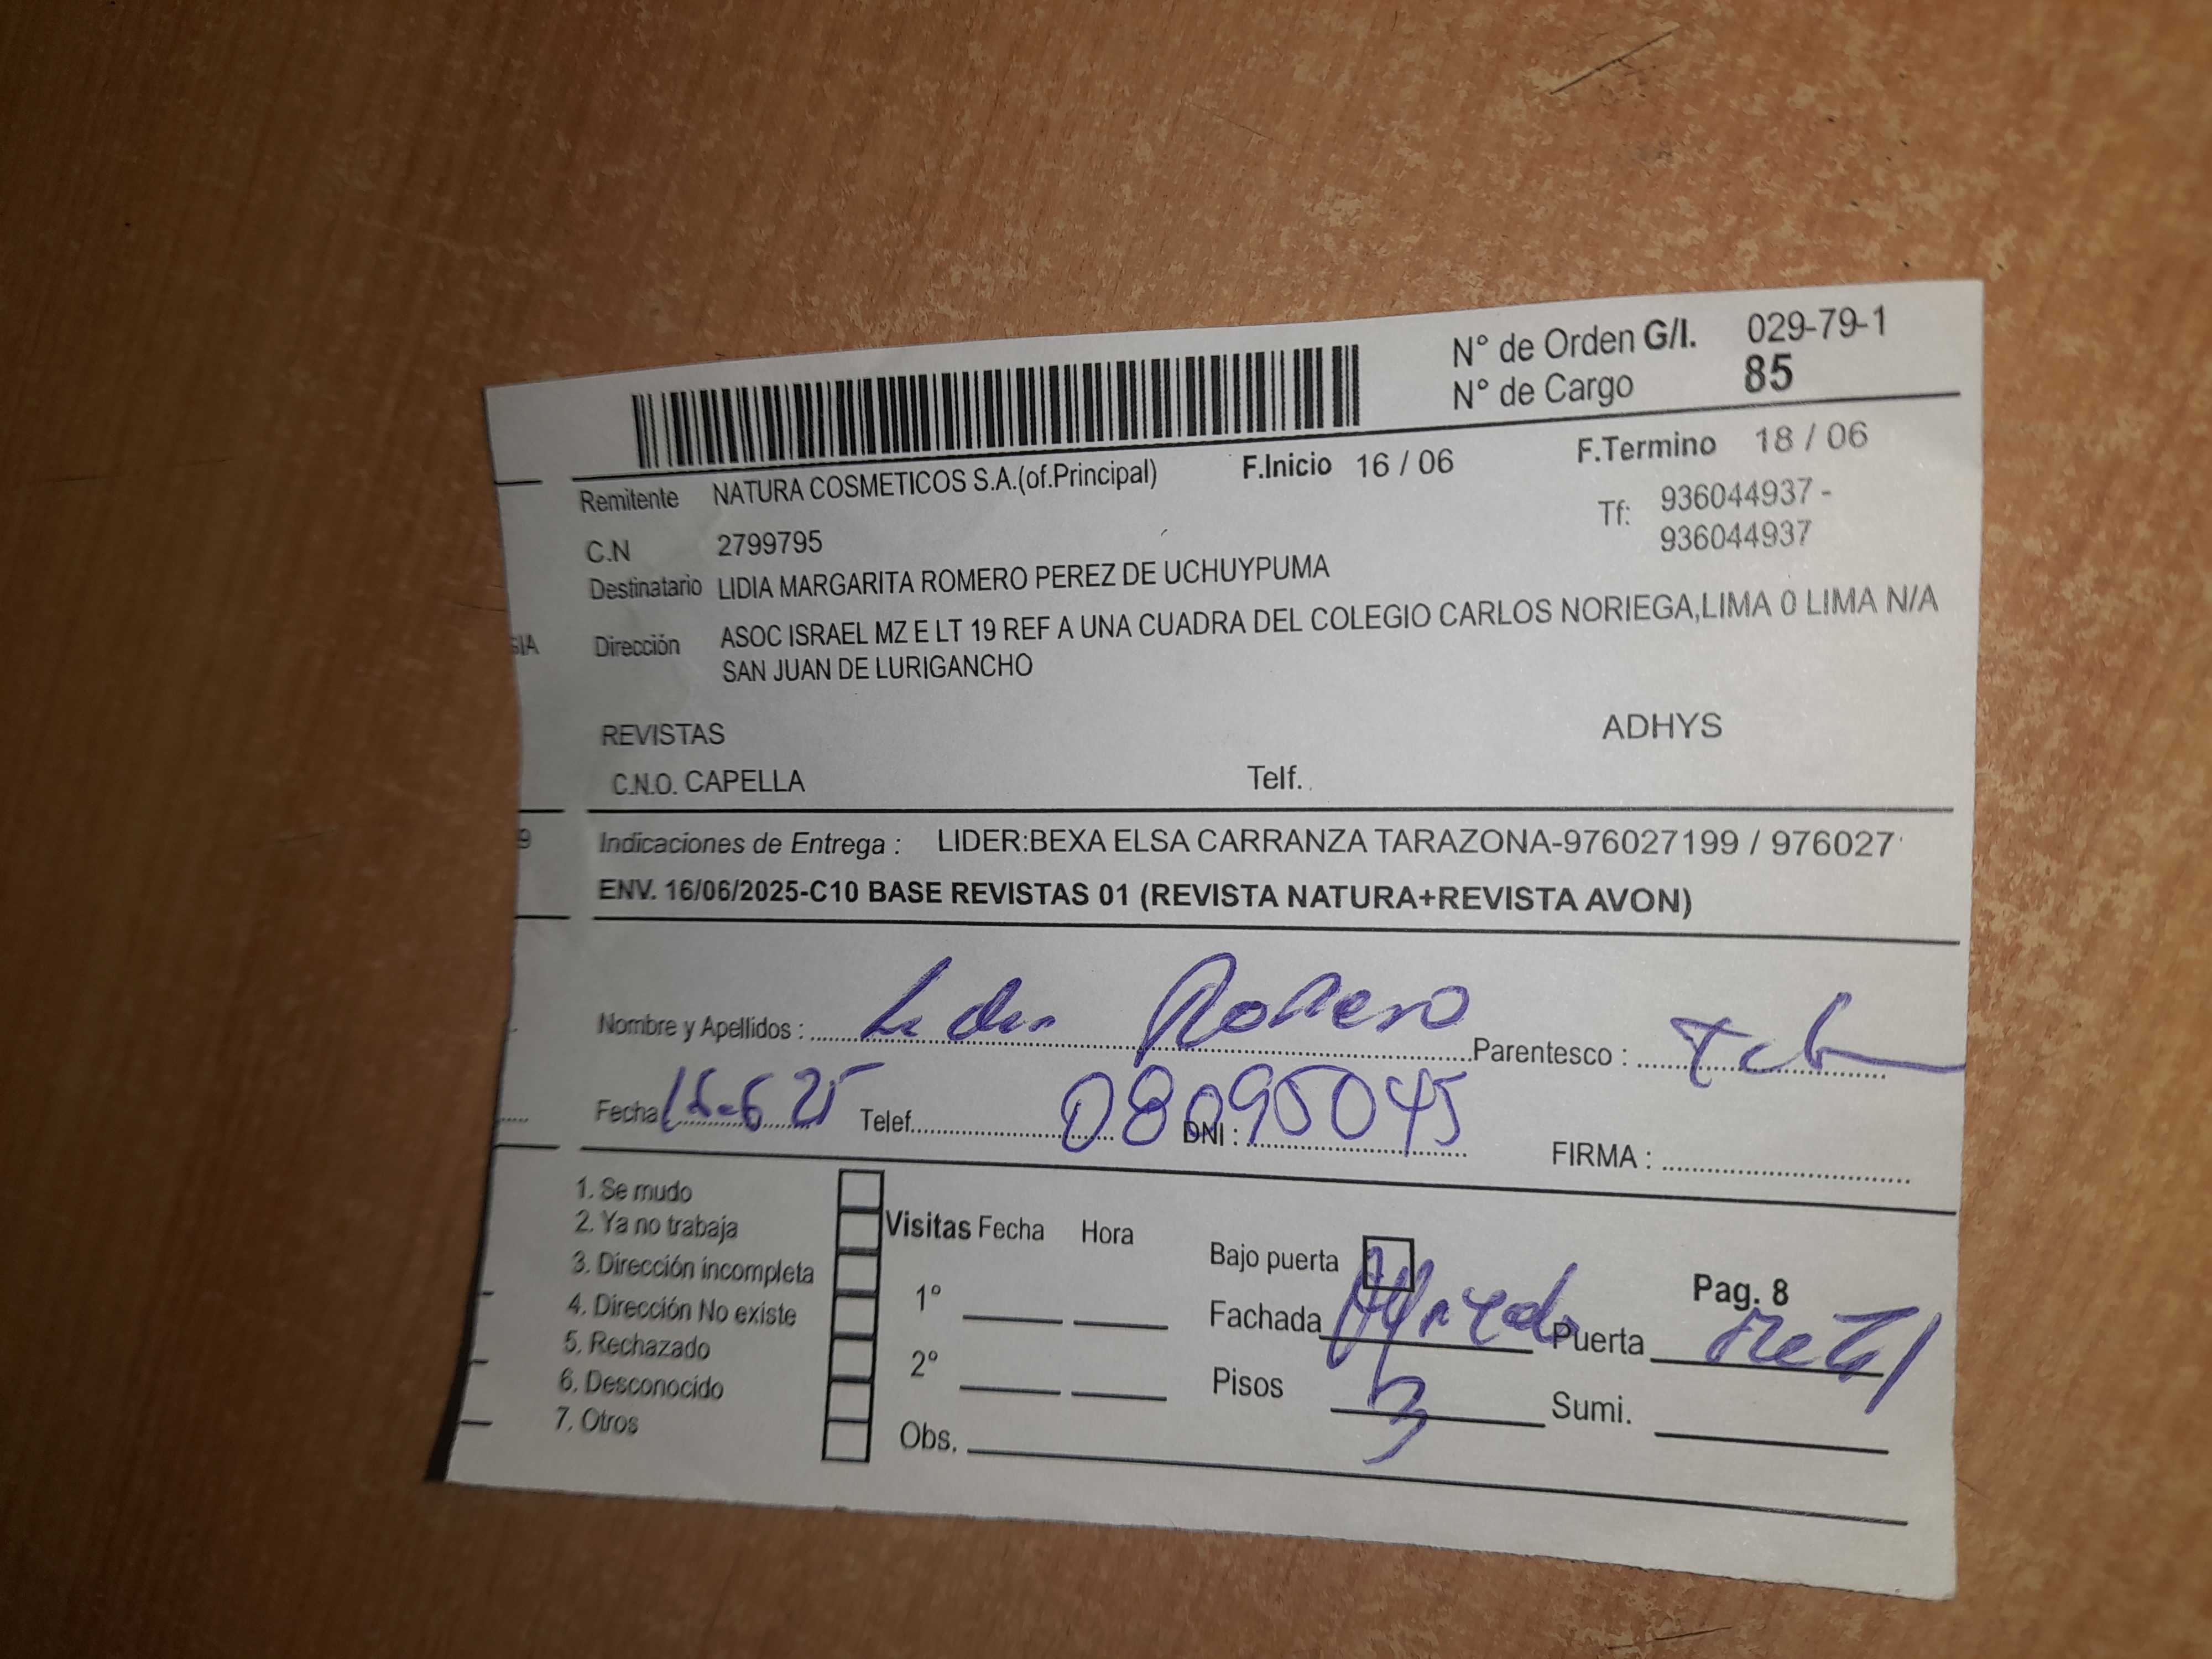 N° de Orden G/I. 029-79-1
N° de Cargo 85
Remitente NATURA COSMETICOS S.A.(of.Principal) F.Inicio 16 / 06 F.Termino 18 / 06
C.N 2799795 Tf: 936044937 -
936044937
Destinatario LIDIA MARGARITA ROMERO PEREZ DE UCHUYPUMA
SIA
Dirección ASOC ISRAEL MZ E LT 19 REF A UNA CUADRA DEL COLEGIO CARLOS NORIEGA,LIMA 0 LIMA N/A
SAN JUAN DE LURIGANCHO
REVISTAS ADHYS
C.N.O. CAPELLA Telf.
9
Indicaciones de Entrega : LIDER:BEXA ELSA CARRANZA TARAZONA-976027199 / 976027
ENV. 16/06/2025-C10 BASE REVISTAS 01 (REVISTA NATURA+REVISTA AVON)
Nombre y Apellidos : Romero Parentesco :
Fecha Telef. DNI : 08095045 FIRMA :
1. Se mudo
2. Ya no trabaja
3. Dirección incompleta
4. Dirección No existe
5. Rechazado
6. Desconocido
7. Otros
Visitas Fecha Hora
1°
2°
Obs.
Bajo puerta Pag. 8
Fachada Puerta Metal
Pisos 3 Sumi.